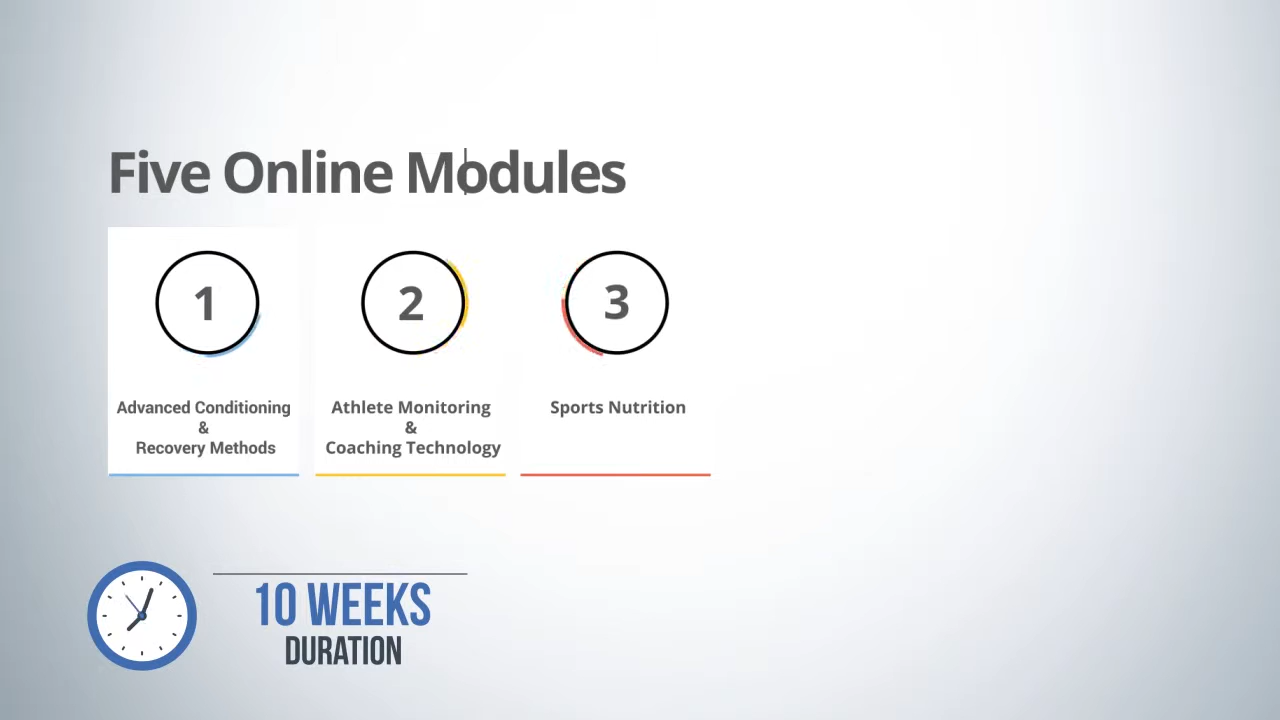 Five Online Modules
1
2
3
Advanced Conditioning
&
Recovery Methods
Athlete Monitoring
&
Coaching Technology
Sports Nutrition
10 WEEKS
DURATION